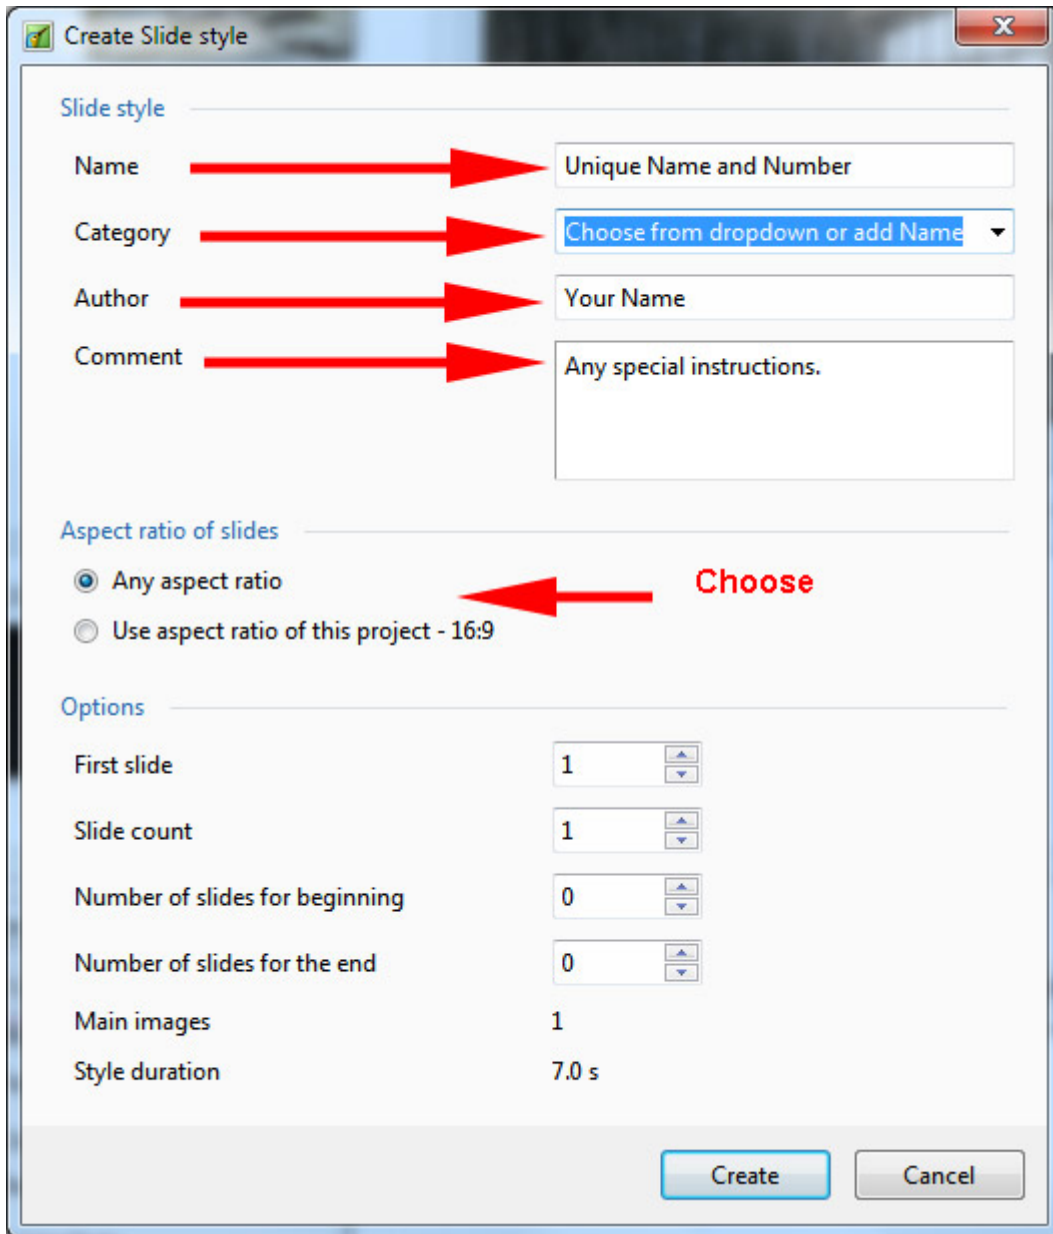 Create Slide style
Slide style
Name Unique Name and Number
Category Choose from dropdown or add Name
Author Your Name
Comment Any special instructions.
Aspect ratio of slides
Any aspect ratio Choose
Use aspect ratio of this project - 16:9
Options
First slide 1
Slide count 1
Number of slides for beginning 0
Number of slides for the end 0
Main images 1
Style duration 7.0 s
Create Cancel